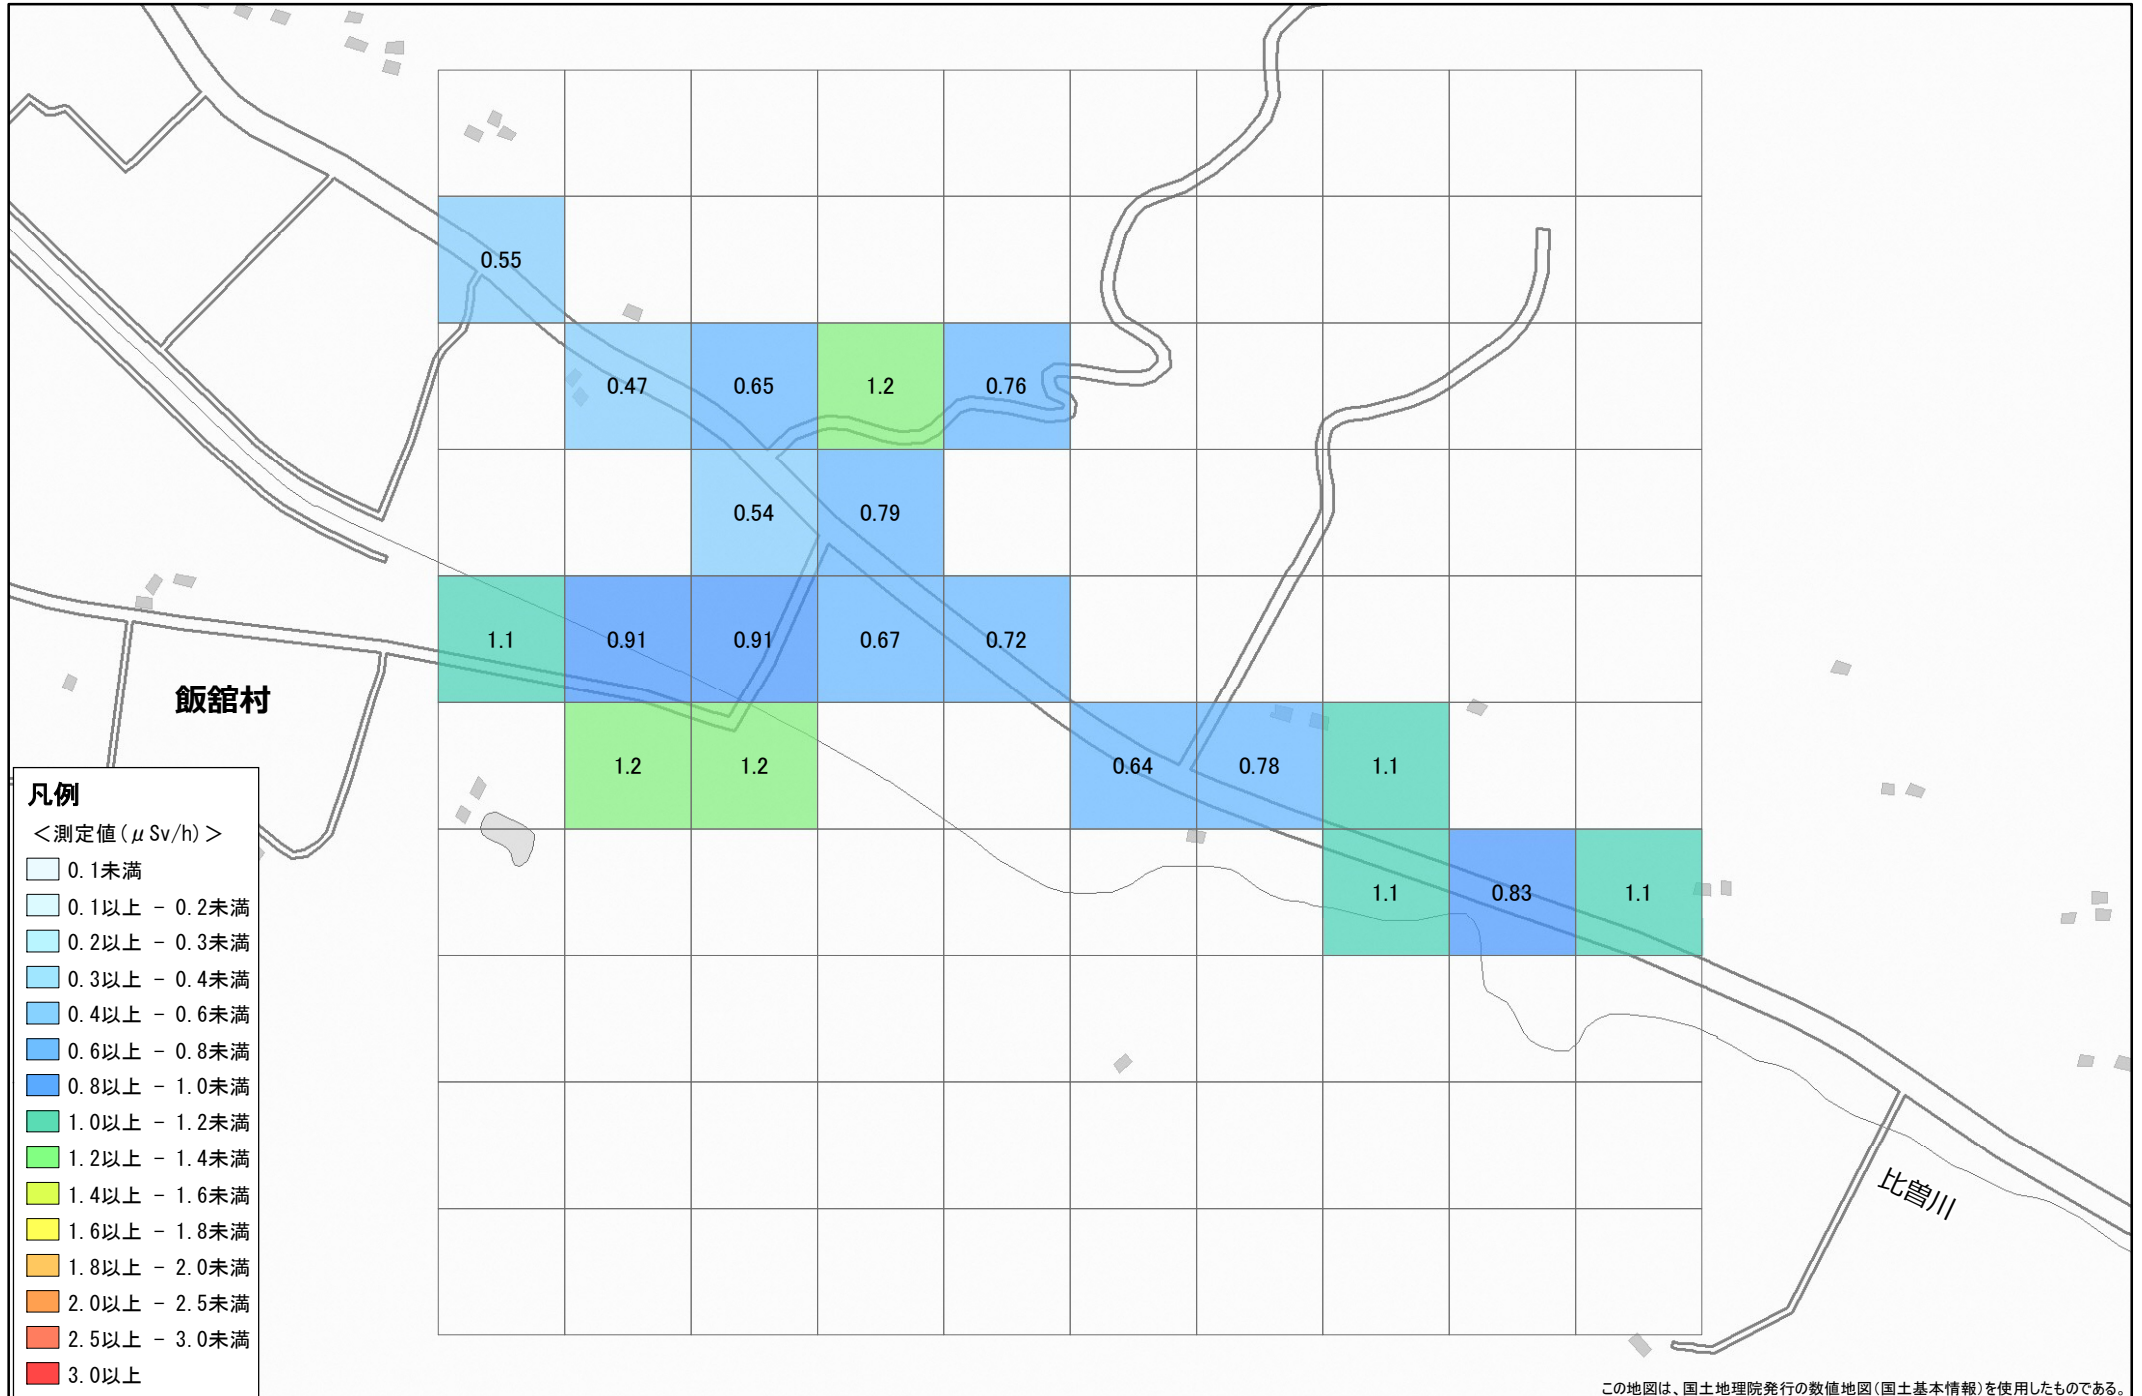 0.55
0.47 0.65 1.2 0.76
0.54 0.79
1.1 0.91 0.91 0.67 0.72
飯舘村
1.2 1.2 0.64 0.78 1.1
1.1 0.83 1.1
凡例
＜測定値(μSv/h)＞
0.1未満
0.1以上 － 0.2未満
0.2以上 － 0.3未満
0.3以上 － 0.4未満
0.4以上 － 0.6未満
0.6以上 － 0.8未満
0.8以上 － 1.0未満
1.0以上 － 1.2未満
1.2以上 － 1.4未満
1.4以上 － 1.6未満
1.6以上 － 1.8未満
1.8以上 － 2.0未満
2.0以上 － 2.5未満
2.5以上 － 3.0未満
3.0以上
比曽川
この地図は、国土地理院発行の数値地図(国土基本情報)を使用したものである。